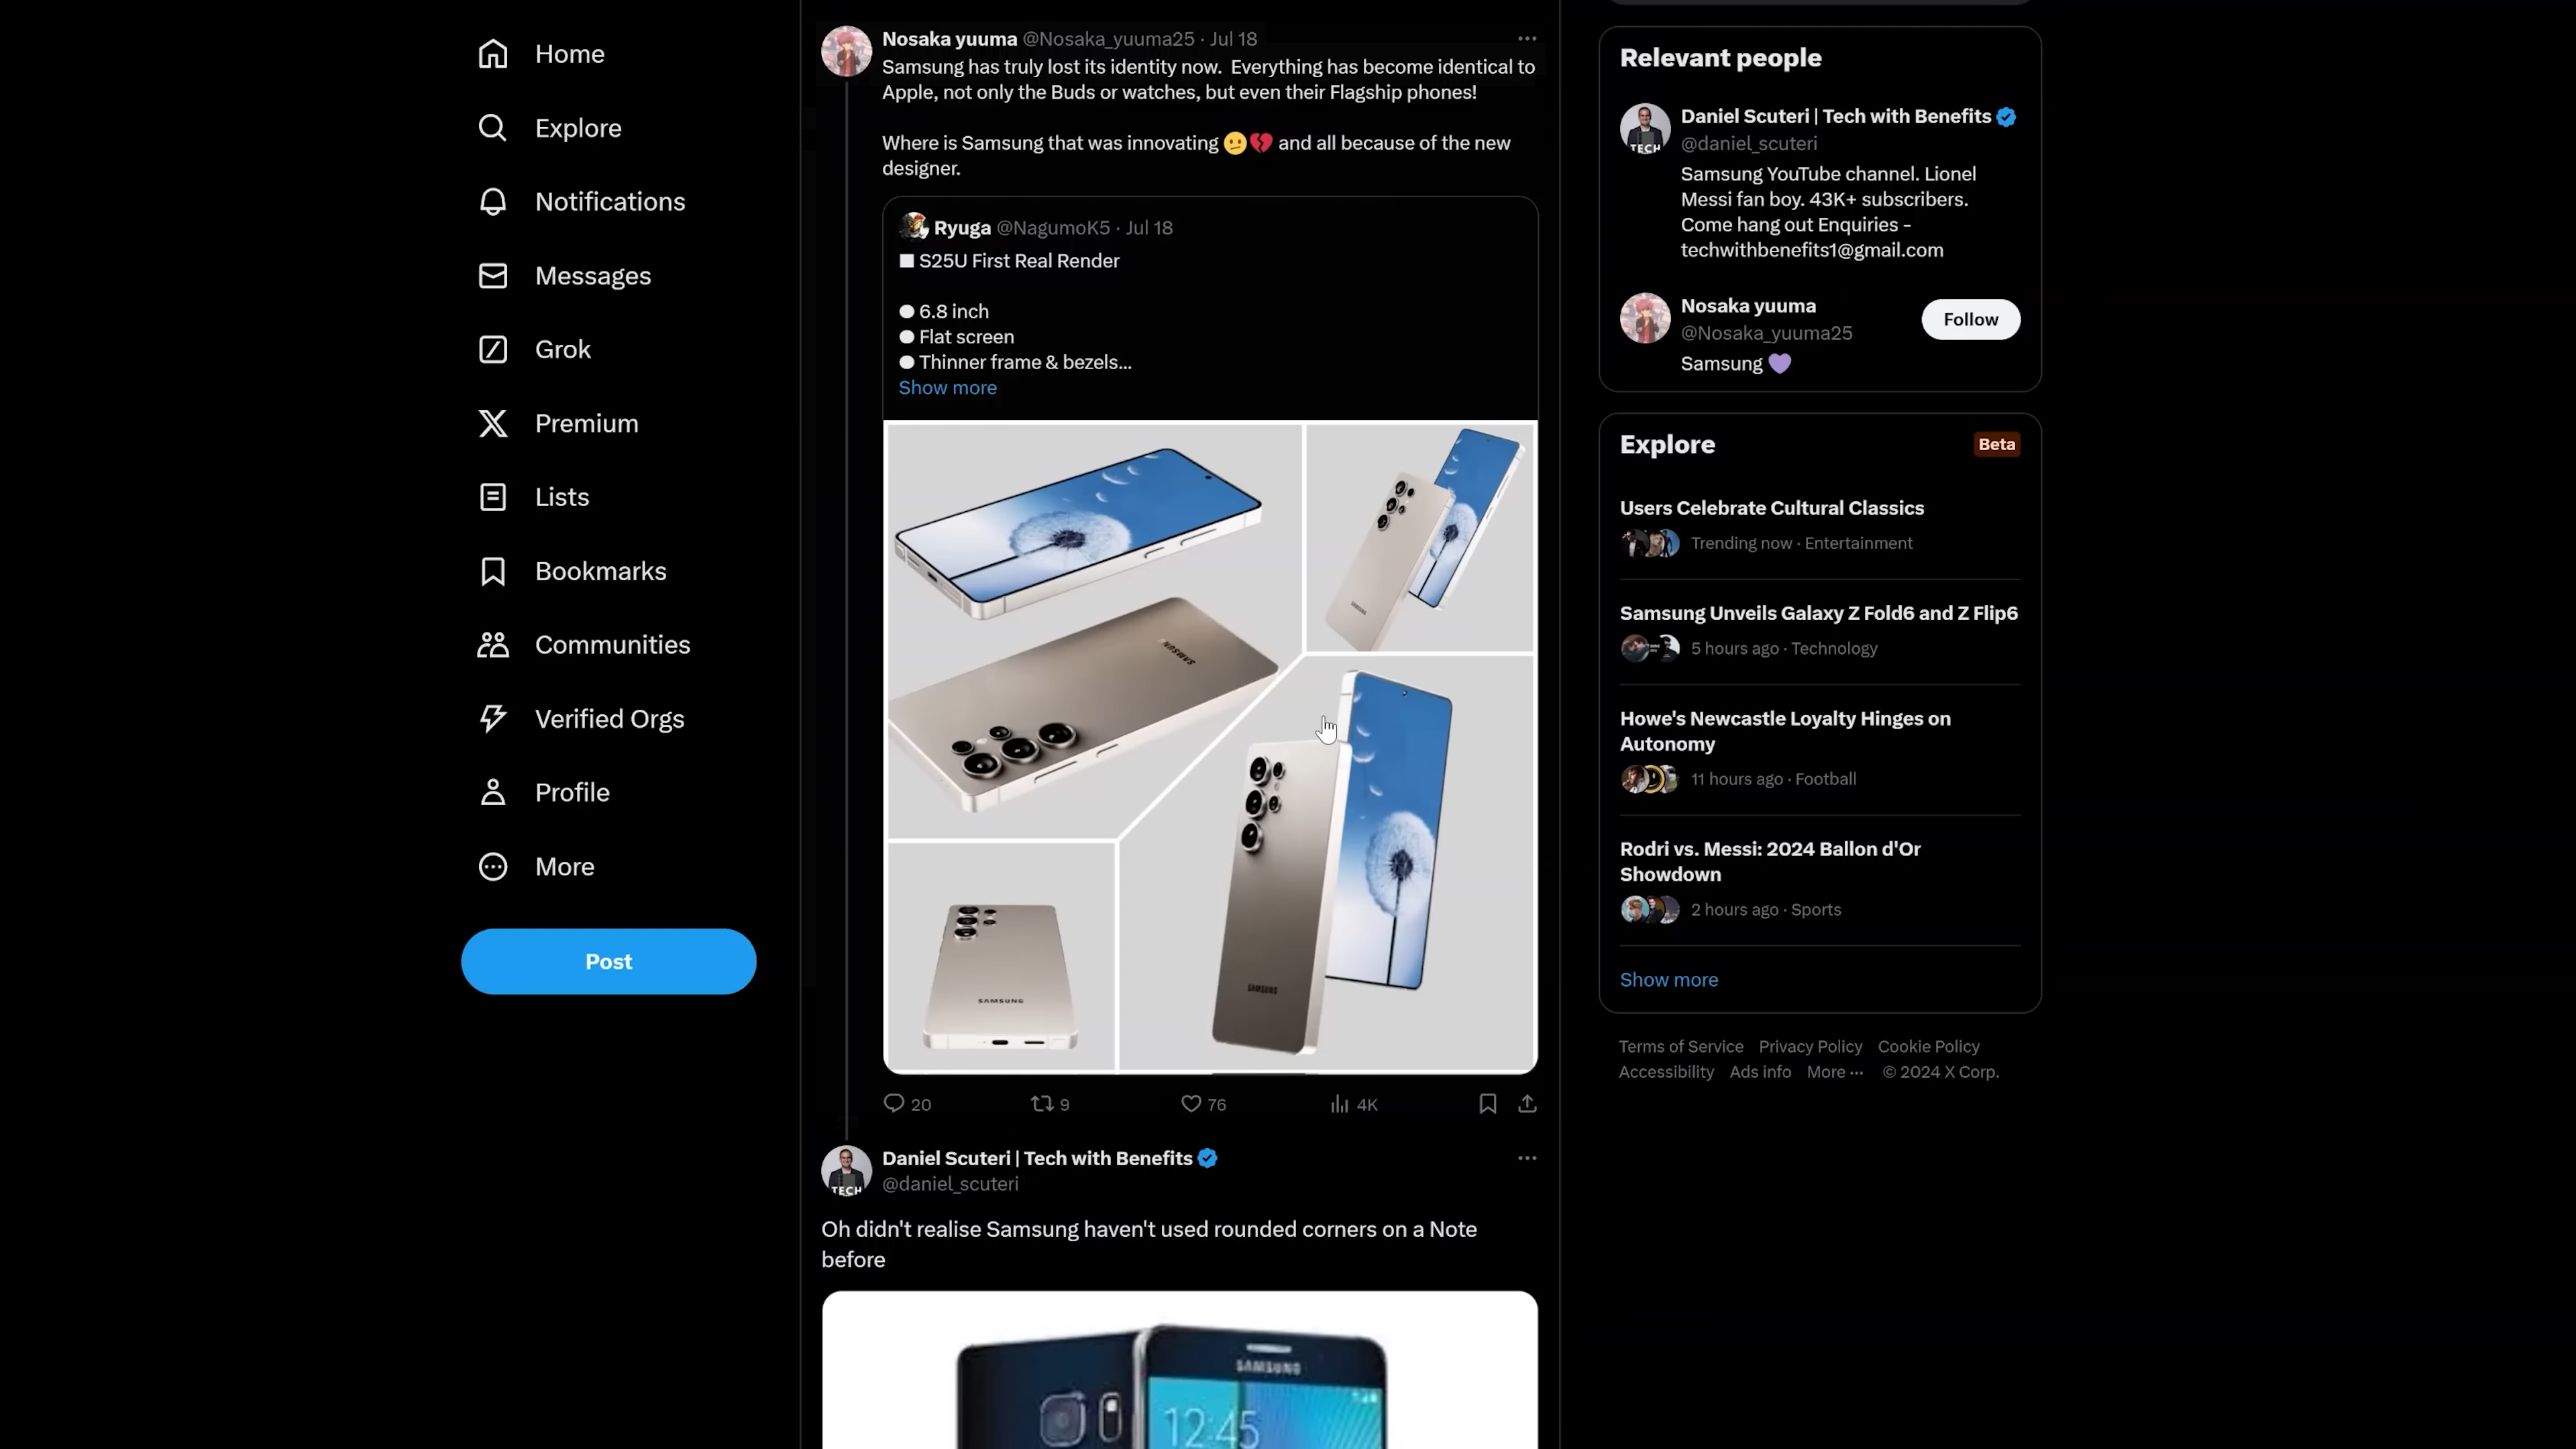 Home
Explore
Notifications
Messages
Grok
Premium
Lists
Bookmarks
Communities
Verified Orgs
Profile
More
Post
Nosaka yuuma @Nosaka_yuuma25 · Jul 18
Samsung has truly lost its identity now.  Everything has become identical to
Apple, not only the Buds or watches, but even their Flagship phones!
Where is Samsung that was innovating 🫤💔 and all because of the new
designer.
Ryuga @NagumoK5 · Jul 18
■ S25U First Real Render
● 6.8 inch
● Flat screen
● Thinner frame & bezels...
Show more
SAMSUNG
SAMSUNG
SAMSUNG
SAMSUNG
20 9 76 4K
Daniel Scuteri | Tech with Benefits
TECH
@daniel_scuteri
Oh didn't realise Samsung haven't used rounded corners on a Note
before
SAMSUNG
12:45
Relevant people
Daniel Scuteri | Tech with Benefits
@daniel_scuteri
TECH
Samsung YouTube channel. Lionel
Messi fan boy. 43K+ subscribers.
Come hang out Enquiries -
techwithbenefits1@gmail.com
Nosaka yuuma
@Nosaka_yuuma25
Follow
Samsung 💜
Explore
Beta
Users Celebrate Cultural Classics
Trending now · Entertainment
Samsung Unveils Galaxy Z Fold6 and Z Flip6
5 hours ago · Technology
Howe's Newcastle Loyalty Hinges on
Autonomy
11 hours ago · Football
Rodri vs. Messi: 2024 Ballon d'Or
Showdown
2 hours ago · Sports
Show more
Terms of Service Privacy Policy Cookie Policy
Accessibility Ads info More ··· © 2024 X Corp.